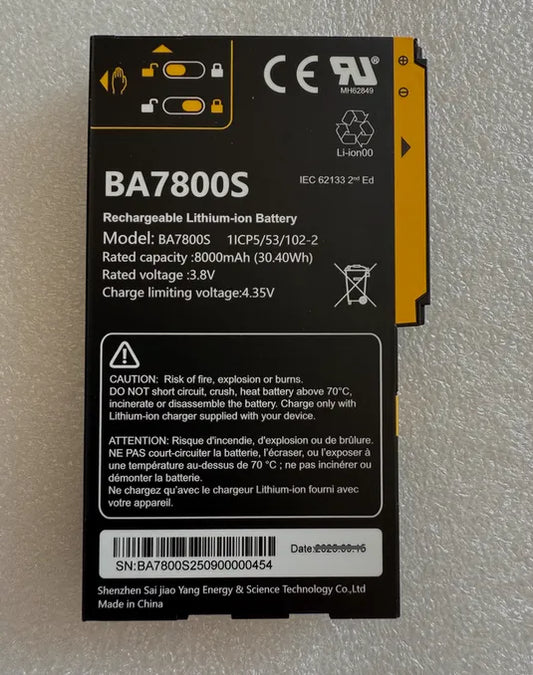 CE
MH62849
Li-ion00
BA7800S
IEC 62133 2nd Ed
Rechargeable Lithium-ion Battery
Model: BA7800S 1ICP5/53/102-2
Rated capacity :8000mAh (30.40Wh)
Rated voltage :3.8V
Charge limiting voltage:4.35V
CAUTION: Risk of fire, explosion or burns.
DO NOT short circuit, crush, heat battery above 70°C,
incinerate or disassemble the battery. Charge only with
Lithium-ion charger supplied with your device.
ATTENTION: Risque d'incendie, d'explosion ou de brûlure.
NE PAS court-circuiter la batterie, l'écraser, ou l'exposer à
une température au-dessus de 70 °C ; ne pas incinérer ou
démonter la batterie.
Ne chargez qu'avec le chargeur Lithium-ion fourni avec
votre appareil.
Date:
SN:BA7800S250900000454
Shenzhen Sai jiao Yang Energy & Science Technology Co.,Ltd
Made in China